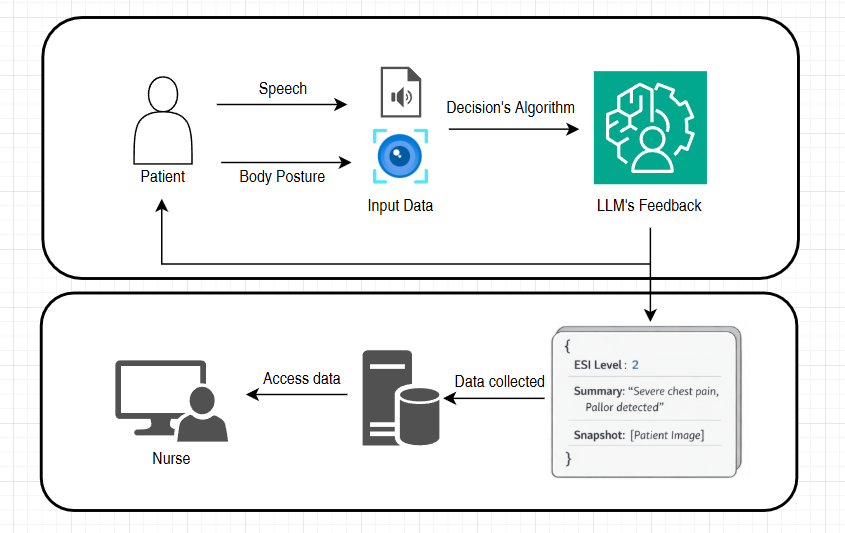 Speech
Decision's Algorithm
Patient
Body Posture
Input Data
LLM's Feedback
{
ESI Level : 2
Summary: “Severe chest pain,
Pallor detected”
Snapshot: [Patient Image]
}
Data collected
Access data
Nurse